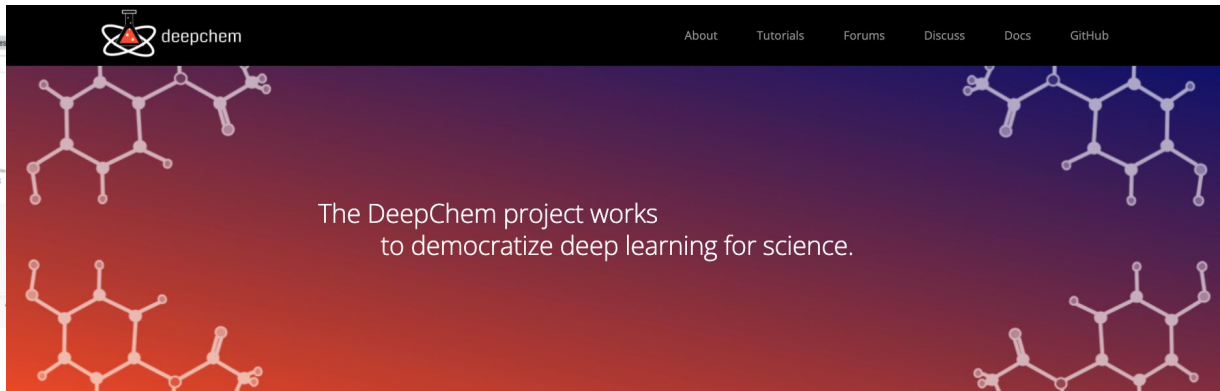 deepchem
About Tutorials Forums Discuss Docs GitHub
The DeepChem project works
to democratize deep learning for science.